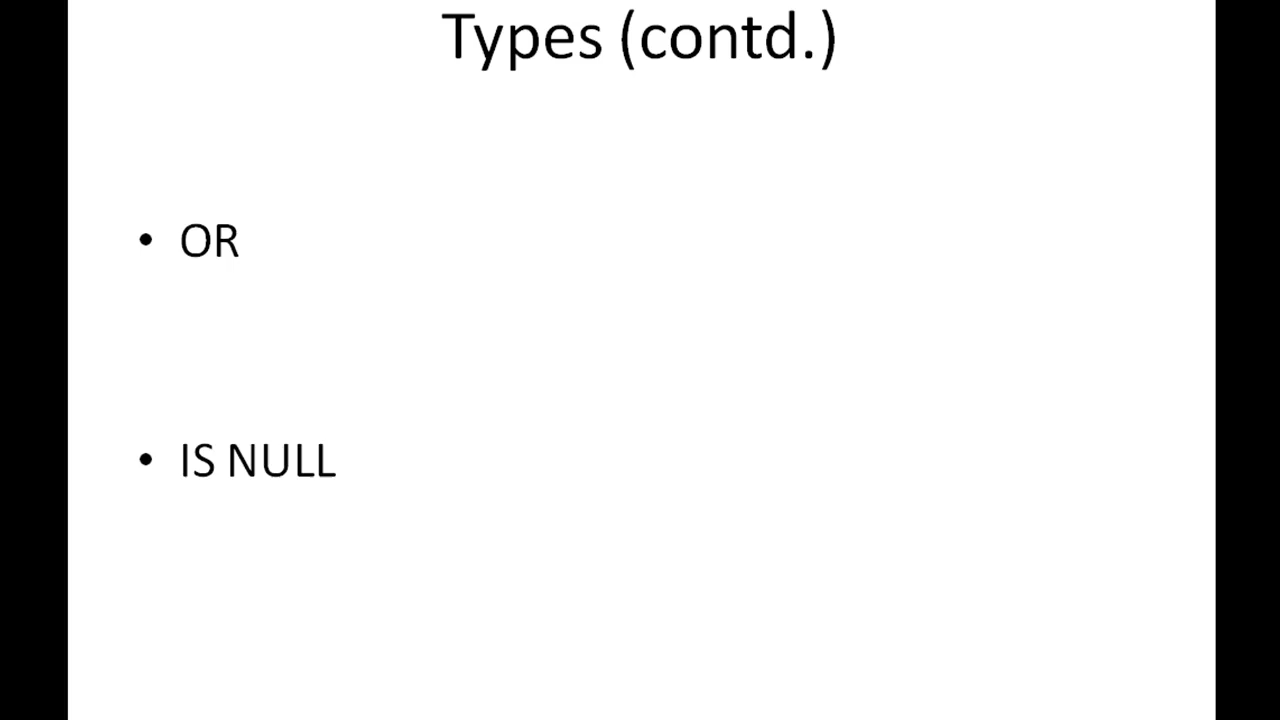 Types (contd.)
• OR
• IS NULL